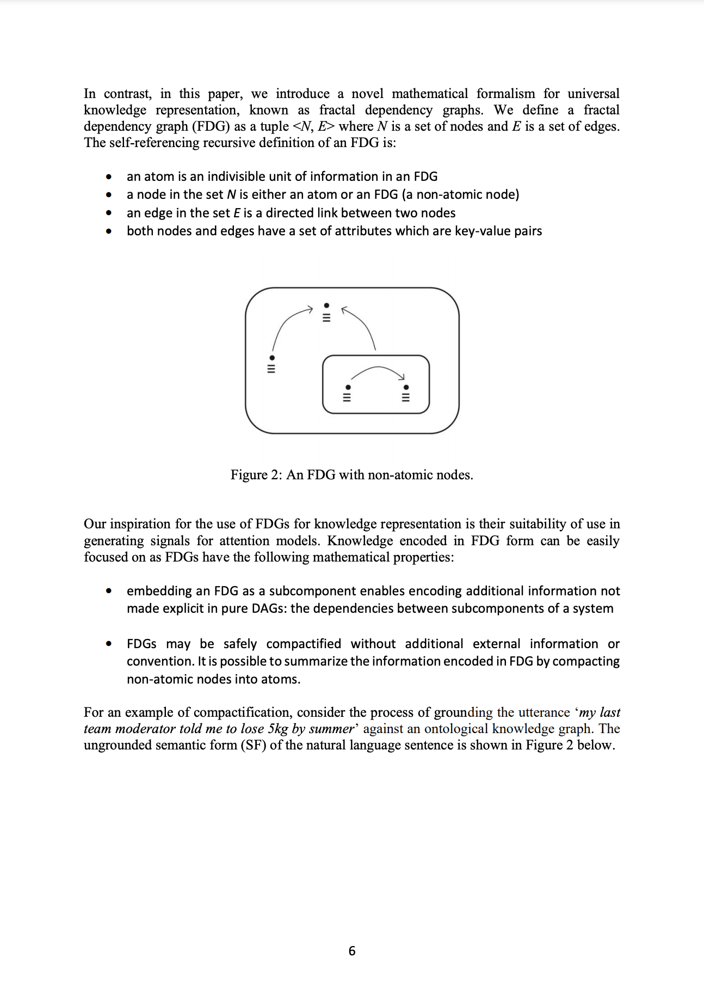 In contrast, in this paper, we introduce a novel mathematical formalism for universal
knowledge representation, known as fractal dependency graphs. We define a fractal
dependency graph (FDG) as a tuple <N, E> where N is a set of nodes and E is a set of edges.
The self-referencing recursive definition of an FDG is:
• an atom is an indivisible unit of information in an FDG
• a node in the set N is either an atom or an FDG (a non-atomic node)
• an edge in the set E is a directed link between two nodes
• both nodes and edges have a set of attributes which are key-value pairs
Figure 2: An FDG with non-atomic nodes.
Our inspiration for the use of FDGs for knowledge representation is their suitability of use in
generating signals for attention models. Knowledge encoded in FDG form can be easily
focused on as FDGs have the following mathematical properties:
• embedding an FDG as a subcomponent enables encoding additional information not
made explicit in pure DAGs: the dependencies between subcomponents of a system
• FDGs may be safely compactified without additional external information or
convention. It is possible to summarize the information encoded in FDG by compacting
non-atomic nodes into atoms.
For an example of compactification, consider the process of grounding the utterance ‘my last
team moderator told me to lose 5kg by summer’ against an ontological knowledge graph. The
ungrounded semantic form (SF) of the natural language sentence is shown in Figure 2 below.
6